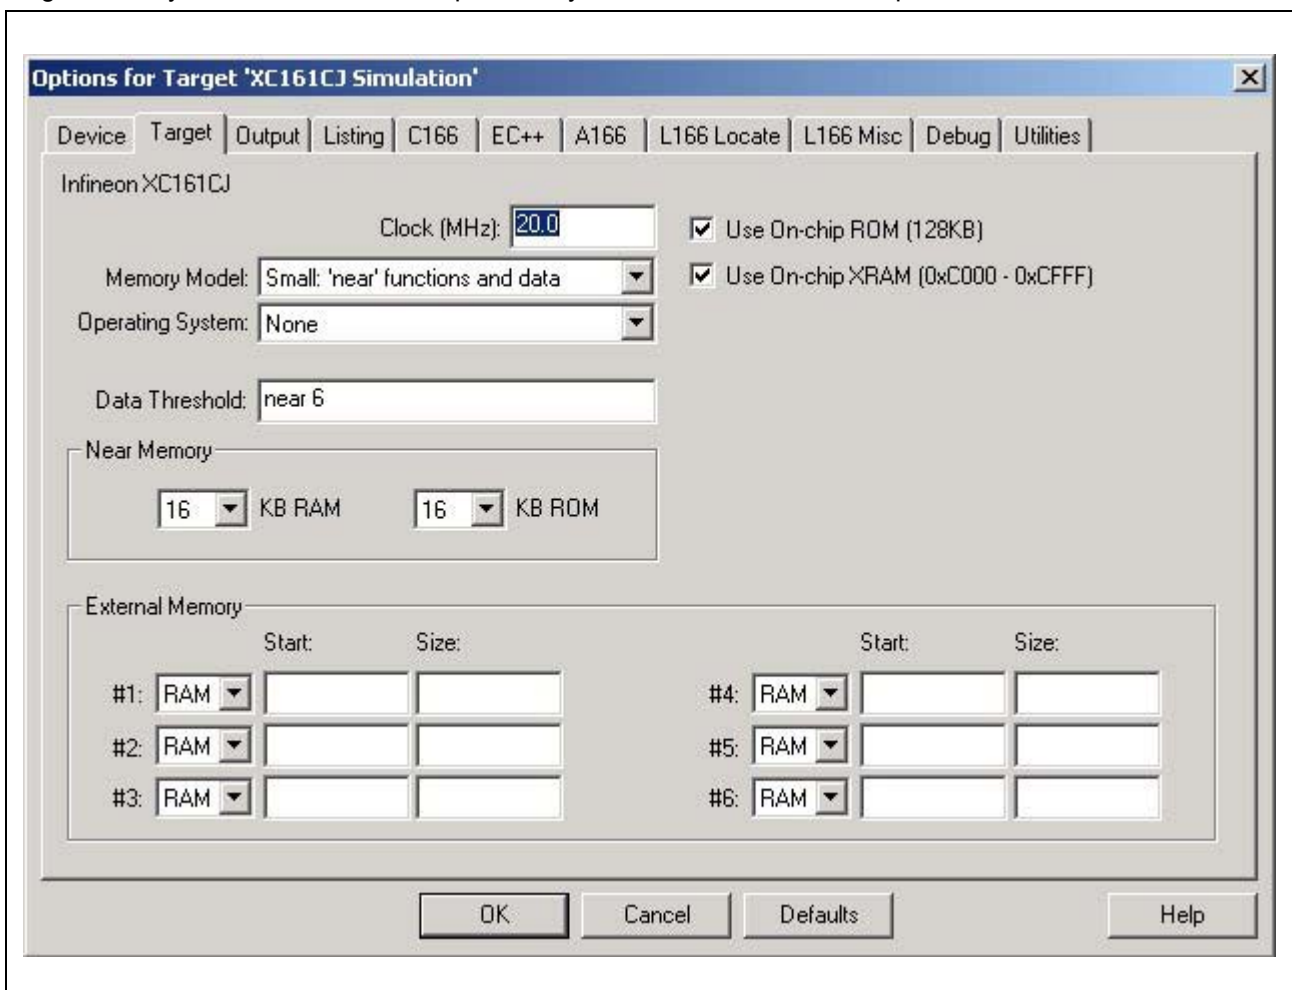 Options for Target 'XC161CJ Simulation'
Device Target Output Listing C166 EC++ A166 L166 Locate L166 Misc Debug Utilities
Infineon XC161CJ
Clock (MHz): 20.0
Use On-chip ROM (128KB)
Memory Model: Small: 'near' functions and data
Use On-chip XRAM (0xC000 - 0xCFFF)
Operating System: None
Data Threshold: near 6
Near Memory
16 KB RAM 16 KB ROM
External Memory
Start: Size: Start: Size:
#1: RAM #4: RAM
#2: RAM #5: RAM
#3: RAM #6: RAM
OK Cancel Defaults Help